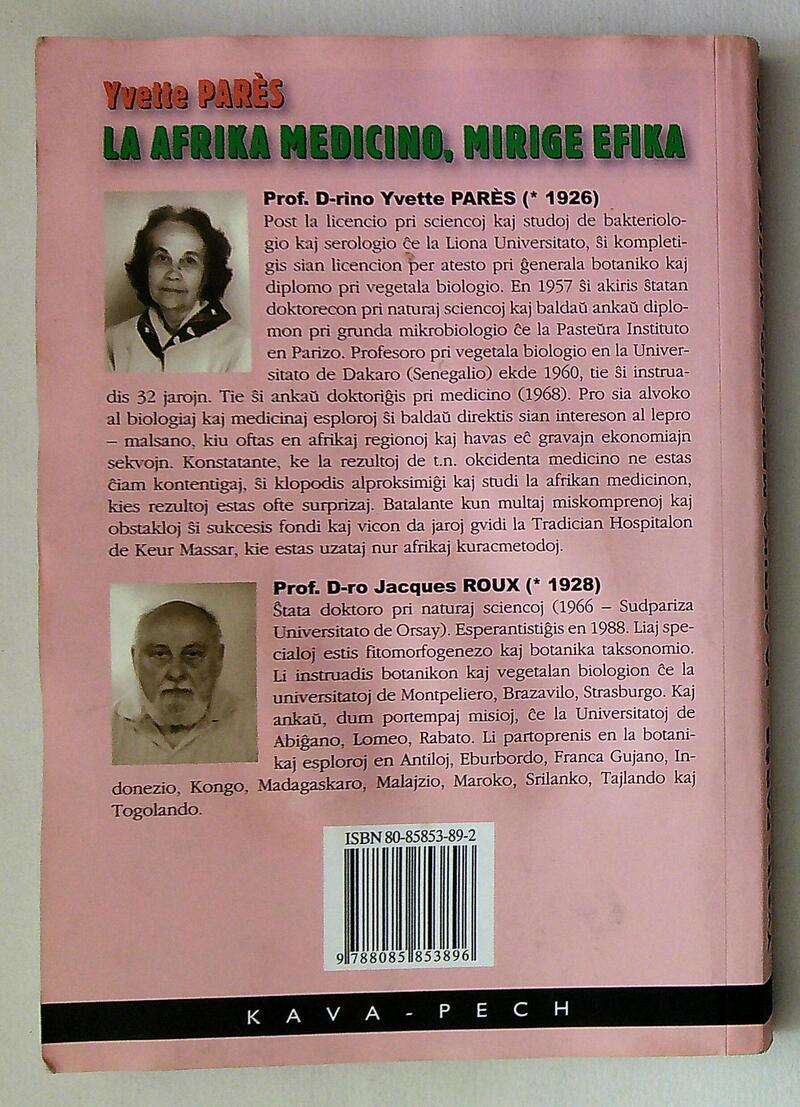 Yvette PARÈS
LA AFRIKA MEDICINO, MIRIGE EFIKA
Prof. D-rino Yvette PARÈS (* 1926)
Post la licencio pri sciencoj kaj studoj de bakteriolo-
gio kaj serologio ĉe la Liona Universitato, ŝi kompleti-
gis sian licencion per atesto pri ĝenerala botaniko kaj
diplomo pri vegetala biologio. En 1957 ŝi akiris ŝtatan
doktorecon pri naturaj sciencoj kaj baldaŭ ankaŭ diplo-
mon pri grunda mikrobiologio ĉe la Pasteŭra Instituto
en Parizo. Profesoro pri vegetala biologio en la Univer-
sitato de Dakaro (Senegalio) ekde 1960, tie ŝi instrua-
dis 32 jarojn. Tie ŝi ankaŭ doktoriĝis pri medicino (1968). Pro sia alvoko
al biologiaj kaj medicinaj esploroj ŝi baldaŭ direktis sian intereson al lepro
– malsano, kiu oftas en afrikaj regionoj kaj havas eĉ gravajn ekonomiajn
sekvojn. Konstatante, ke la rezultoj de t.n. okcidenta medicino ne estas
ĉiam kontentigaj, ŝi klopodis alproksimiĝi kaj studi la afrikan medicinon,
kies rezultoj estas ofte surprizaj. Batalante kun multaj miskomprenoj kaj
obstakloj ŝi sukcesis fondi kaj vicon da jaroj gvidi la Tradician Hospitalon
de Keur Massar, kie estas uzataj nur afrikaj kuracmetodoj.
Prof. D-ro Jacques ROUX (* 1928)
Ŝtata doktoro pri naturaj sciencoj (1966 – Sudpariza
Universitato de Orsay). Esperantistiĝis en 1988. Liaj spe-
cialoj estis fitomorfogenezo kaj botanika taksonomio.
Li instruadis botanikon kaj vegetalan biologion ĉe la
universitatoj de Montpeliero, Brazavilo, Strasburgo. Kaj
ankaŭ, dum portempaj misioj, ĉe la Universitatoj de
Abiĝano, Lomeo, Rabato. Li partoprenis en la botani-
kaj esploroj en Antiloj, Eburbordo, Franca Gujano, In-
donezio, Kongo, Madagaskaro, Malajzio, Maroko, Srilanko, Tajlando kaj
Togolando.
ISBN 80-85853-89-2
9 788085 853896
KAVA-PECH